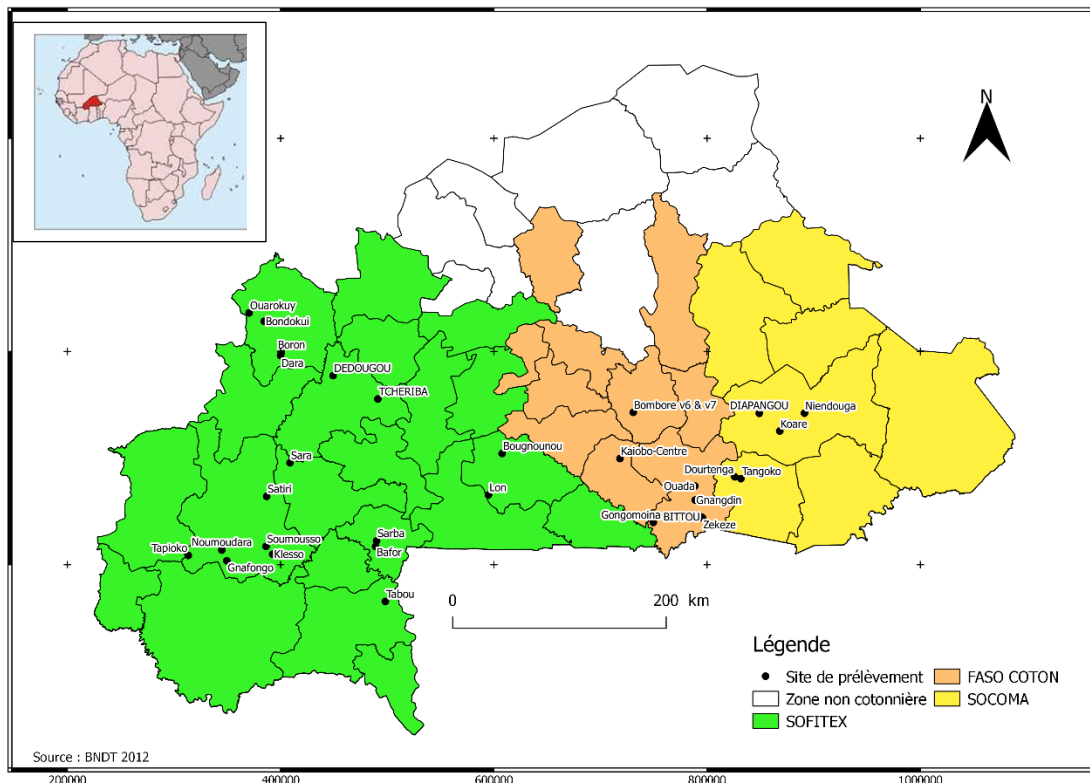 N
Ouarokuy
Bondokui
Boron
Dara
DEDOUGOU
TCHERIBA
Bombore v6 & v7
DIAPANGOU
Niendouga
Koare
Sara
Bougnounou
Kaïobo-Centre
Dourtenga
Tangoko
Satiri
Lon
Ouada
Gnangdin
Gongomoina
BITTOU
Zekeze
Sarba
Bafor
Soumousso
Noumoudara
Tapioko
Klesso
Gnafongo
Tabou
0 200 km
Légende
Site de prélèvement
Zone non cotonnière
SOFITEX
FASO COTON
SOCOMA
Source : BNDT 2012
200000 400000 600000 800000 1000000